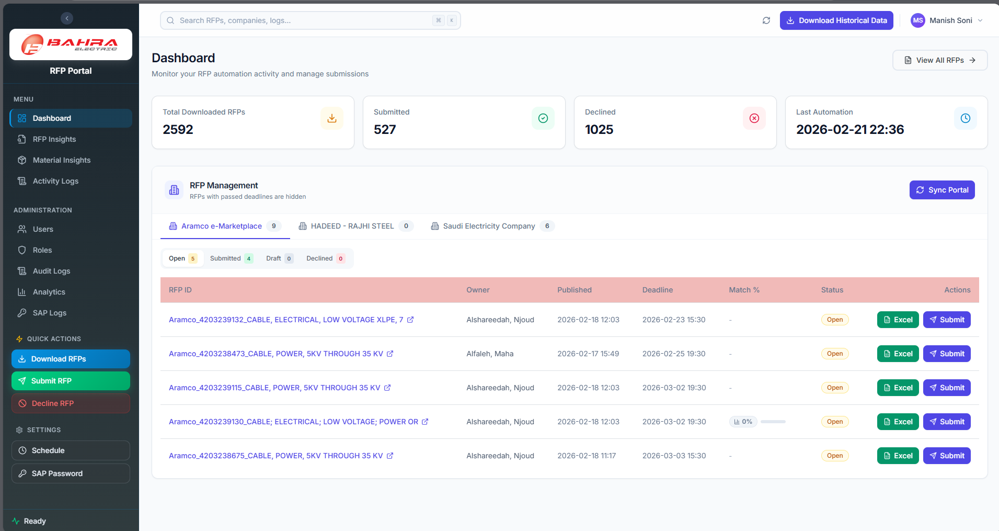 BAHRA
ELECTRIC
RFP Portal
MENU
Dashboard
RFP Insights
Material Insights
Activity Logs
ADMINISTRATION
Users
Roles
Audit Logs
Analytics
SAP Logs
QUICK ACTIONS
Download RFPs
Submit RFP
Decline RFP
SETTINGS
Schedule
SAP Password
Ready
Search RFPs, companies, logs... ⌘ K
Download Historical Data
MS Manish Soni
Dashboard
Monitor your RFP automation activity and manage submissions
View All RFPs
Total Downloaded RFPs
2592
Submitted
527
Declined
1025
Last Automation
2026-02-21 22:36
RFP Management
RFPs with passed deadlines are hidden
Sync Portal
Aramco e-Marketplace 9 HADEED - RAJHI STEEL 0 Saudi Electricity Company 6
Open 5 Submitted 4 Draft 0 Declined 0
RFP ID Owner Published Deadline Match % Status Actions
Aramco_4203239132_CABLE, ELECTRICAL, LOW VOLTAGE XLPE, 7 Alshareedah, Njoud 2026-02-18 12:03 2026-02-23 15:30 - Open Excel Submit
Aramco_4203238473_CABLE, POWER, 5KV THROUGH 35 KV Alfaleh, Maha 2026-02-17 15:49 2026-02-25 19:30 - Open Excel Submit
Aramco_4203239115_CABLE, POWER, 5KV THROUGH 35 KV Alshareedah, Njoud 2026-02-18 12:03 2026-03-02 19:30 - Open Excel Submit
Aramco_4203239130_CABLE; ELECTRICAL; LOW VOLTAGE; POWER OR Alshareedah, Njoud 2026-02-18 12:03 2026-03-02 19:30 0% Open Excel Submit
Aramco_4203238675_CABLE, POWER, 5KV THROUGH 35 KV Alshareedah, Njoud 2026-02-18 11:17 2026-03-03 15:30 - Open Excel Submit